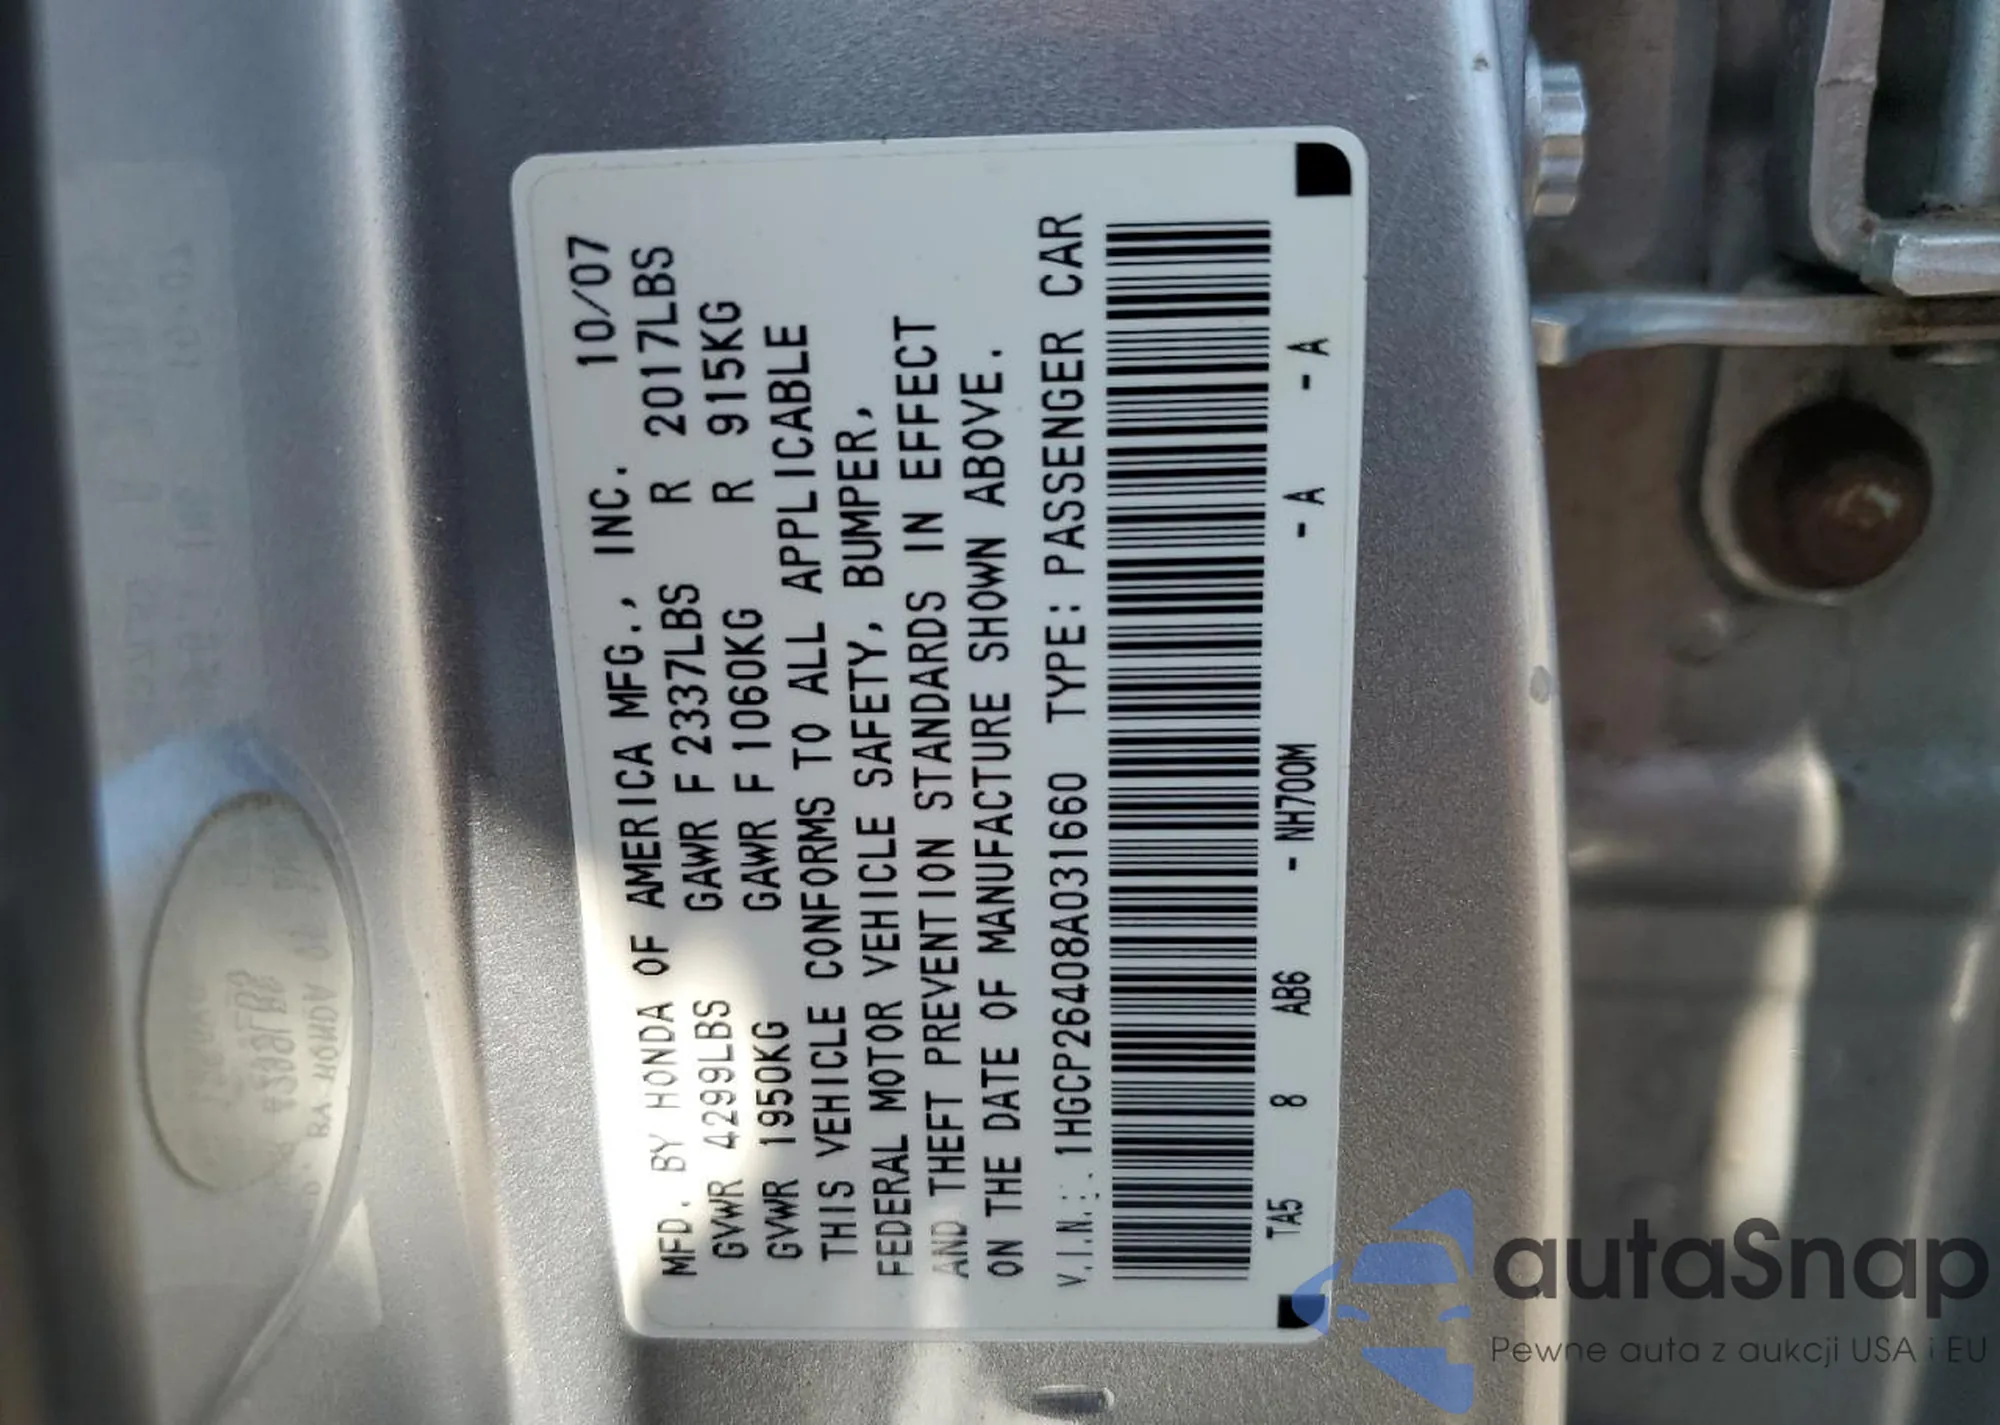 MFD. BY HONDA OF AMERICA MFG., INC. 10/07
GVWR 4299LBS GAWR F 2337LBS R 2017LBS
GVWR 1950KG GAWR F 1060KG R 915KG
THIS VEHICLE CONFORMS TO ALL APPLICABLE
FEDERAL MOTOR VEHICLE SAFETY, BUMPER,
AND THEFT PREVENTION STANDARDS IN EFFECT
ON THE DATE OF MANUFACTURE SHOWN ABOVE.
V.I.N.: 1HGCP26408A031660 TYPE: PASSENGER CAR
TA5 8 AB6 - NH700M - A - A
autaSnap
Pewne auta z aukcji USA i EU